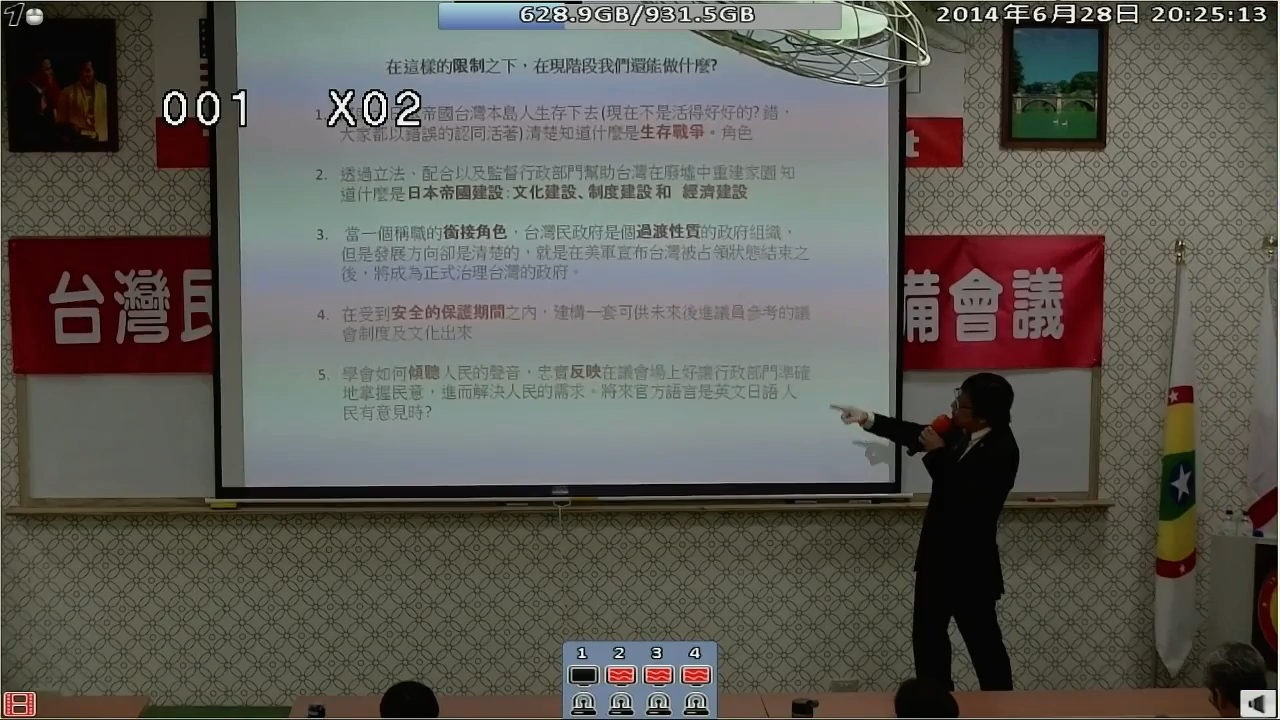 628.9GB/931.5GB
2014年6月28日 20:25:13
001 X02
在這樣的限制之下，在現階段我們還能做什麼?
1.
帝國台灣本島人生存下去(現在不是活得好好的? 錯，
大家都以錯誤的認同活著)清楚知道什麼是生存戰爭。角色
2. 透過立法、配合以及監督行政部門幫助台灣在廢墟中重建家園 知
道什麼是日本帝國建設:文化建設、制度建設 和 經濟建設
3. 當一個稱職的銜接角色，台灣民政府是個過渡性質的政府組織，
但是發展方向卻是清楚的，就是在美軍宣布台灣被占領狀態結束之
後，將成為正式治理台灣的政府。
4. 在受到安全的保護期間之內，建構一套可供未來後進議員參考的議
會制度及文化出來
5. 學會如何傾聽人民的聲音，忠實反映在議會場上好讓行政部門準確
地掌握民意，進而解決人民的需求。將來官方語言是英文日語 人
民有意見時?
t
台灣民
備會議
1 2 3 4